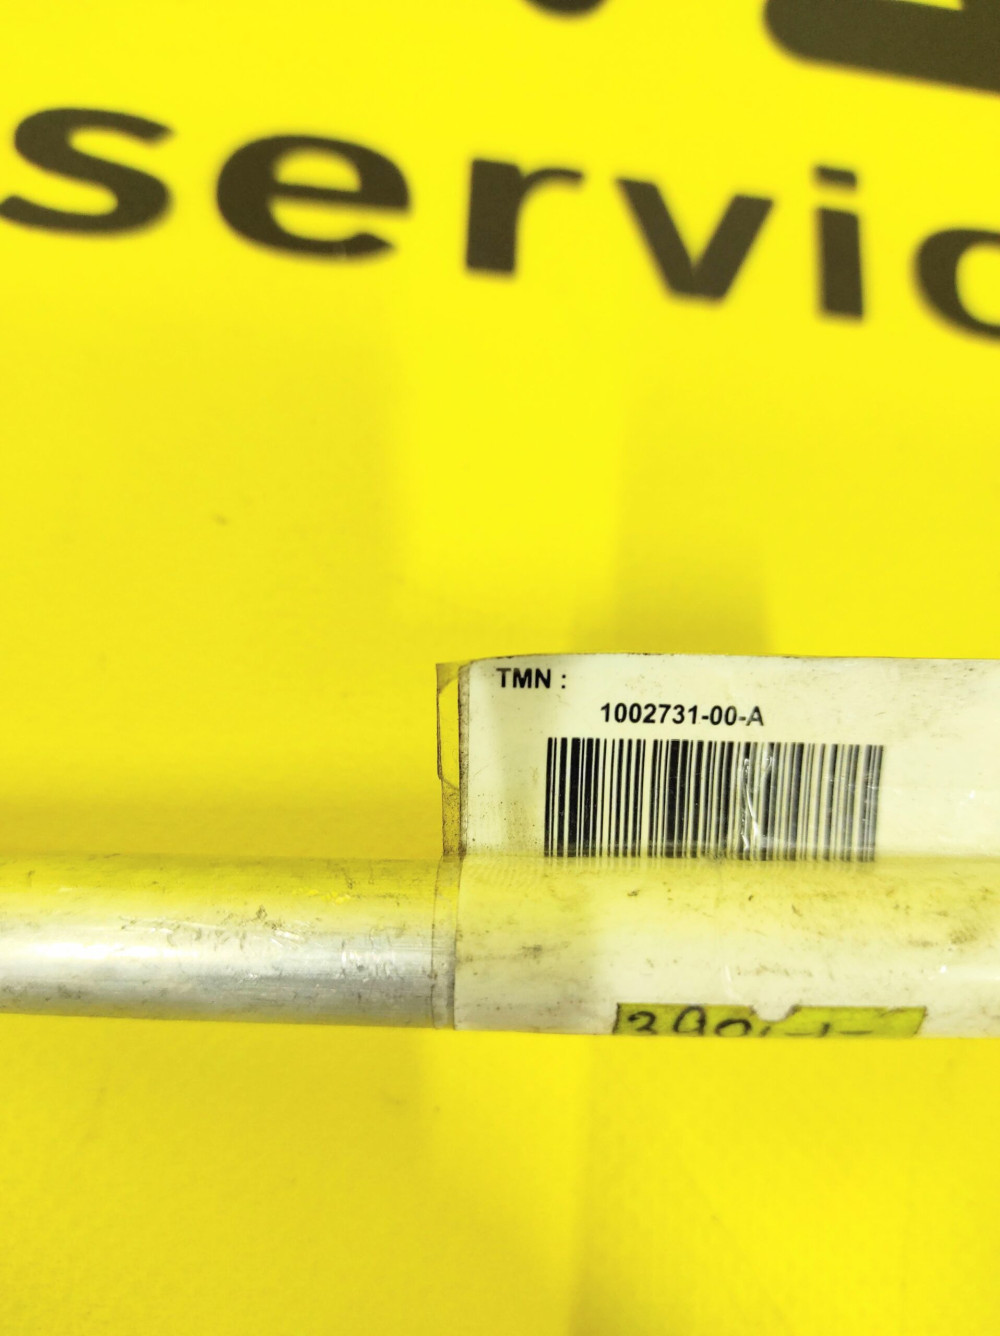 servic
TMN :
1002731-00-A